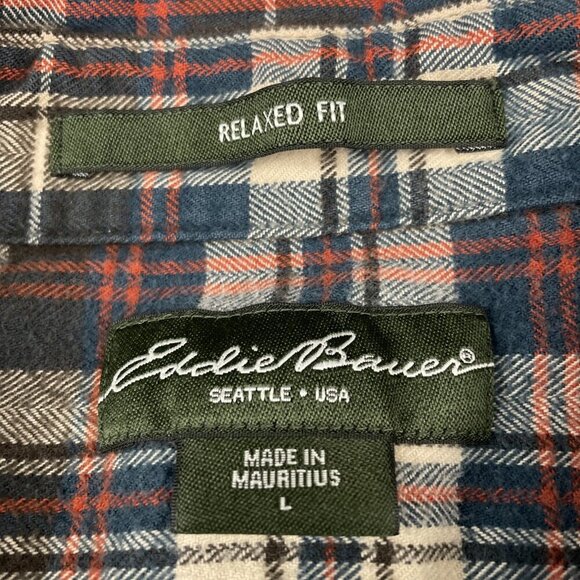 RELAXED FIT
Eddie Bauer®
SEATTLE • USA
MADE IN
MAURITIUS
L